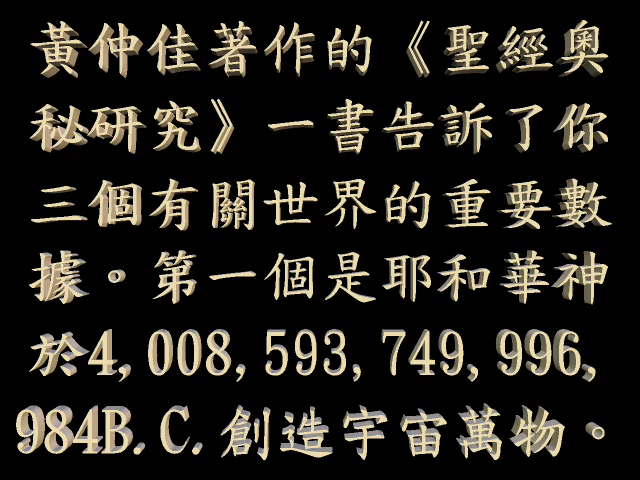 黃仲佳著作的《聖經奧
秘研究》一書告訴了你
三個有關世界的重要數
據。第一個是耶和華神
於4,008,593,749,996,
984B.C.創造宇宙萬物。